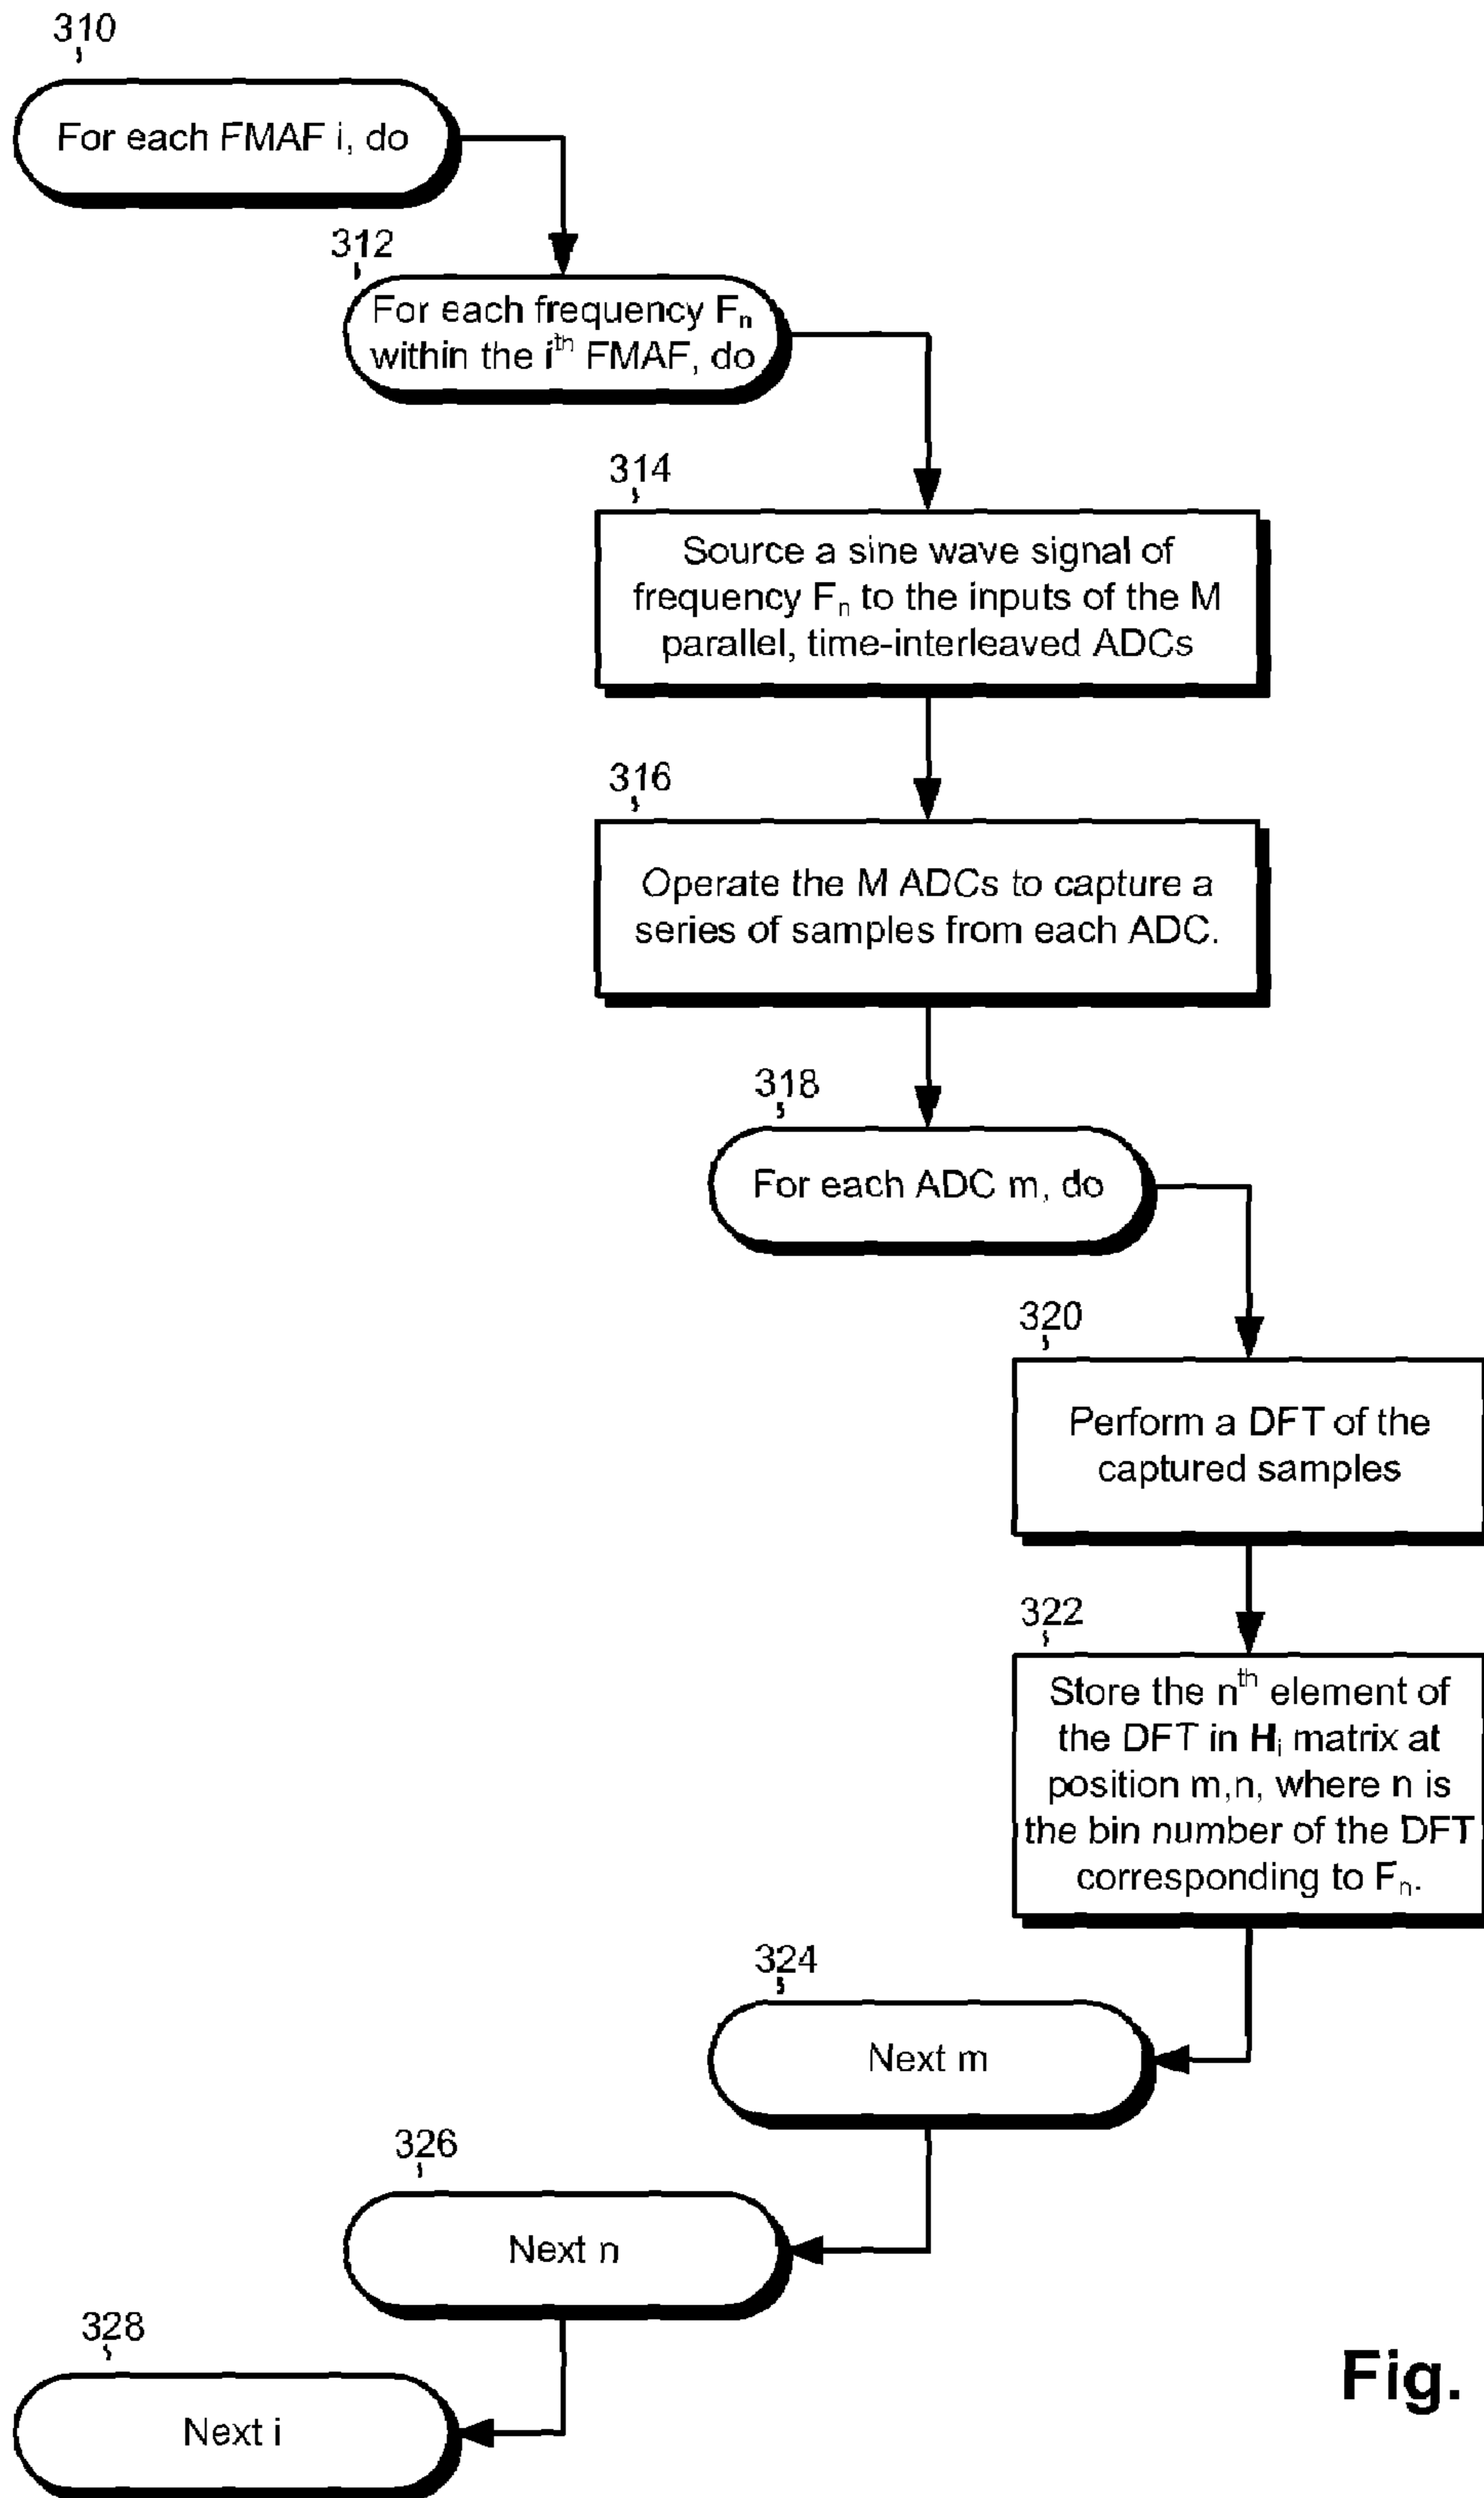 310
For each FMAF i, do
312
For each frequency Fn
within the ith FMAF, do
314
Source a sine wave signal of
frequency Fn to the inputs of the M
parallel, time-interleaved ADCs
316
Operate the M ADCs to capture a
series of samples from each ADC.
318
For each ADC m, do
320
Perform a DFT of the
captured samples
322
Store the nth element of
the DFT in Hi matrix at
position m,n, where n is
the bin number of the DFT
corresponding to Fn.
324
Next m
326
Next n
328
Next i
Fig.